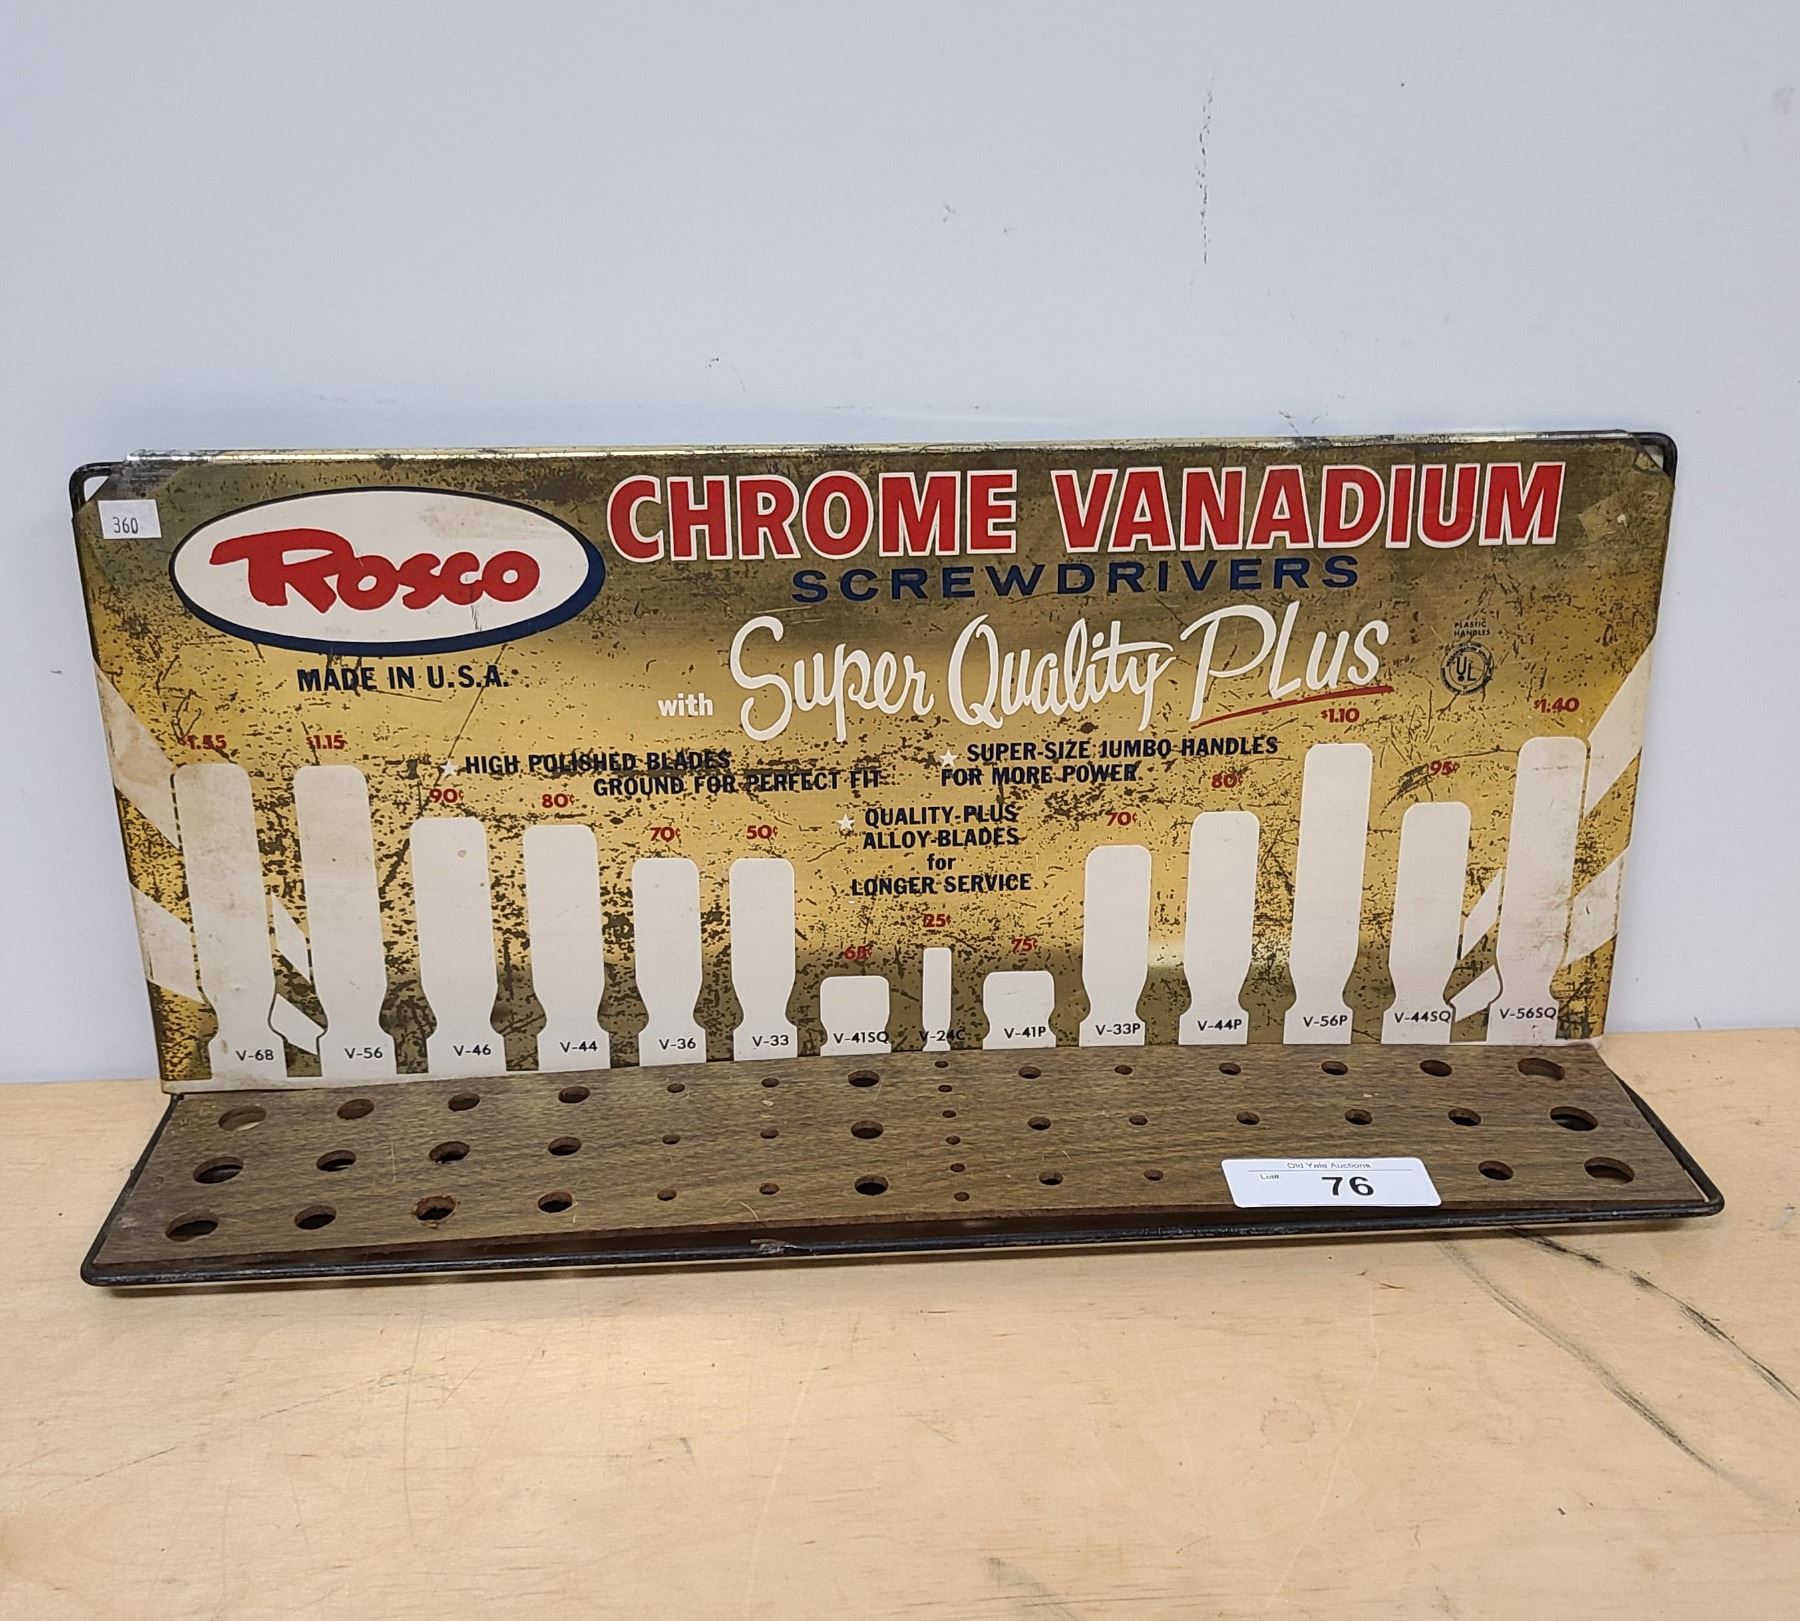 360
Rosco
CHROME VANADIUM
SCREWDRIVERS
with Super Quality Plus
MADE IN U.S.A.
PLASTIC
HANDLES
UL
HIGH POLISHED BLADES
GROUND FOR PERFECT FIT
SUPER-SIZE JUMBO HANDLES
FOR MORE POWER
QUALITY-PLUS
ALLOY BLADES
for
LONGER SERVICE
$1.15
90¢
80¢
70¢
50¢
25¢
75¢
70¢
80¢
$1.10
95¢
$1.40
V-68
V-56
V-46
V-44
V-36
V-33
V-41SQ
V-24C
V-41P
V-33P
V-44P
V-56P
V-44SQ
V-56SQ
Old Yale Auctions
Lot# 76